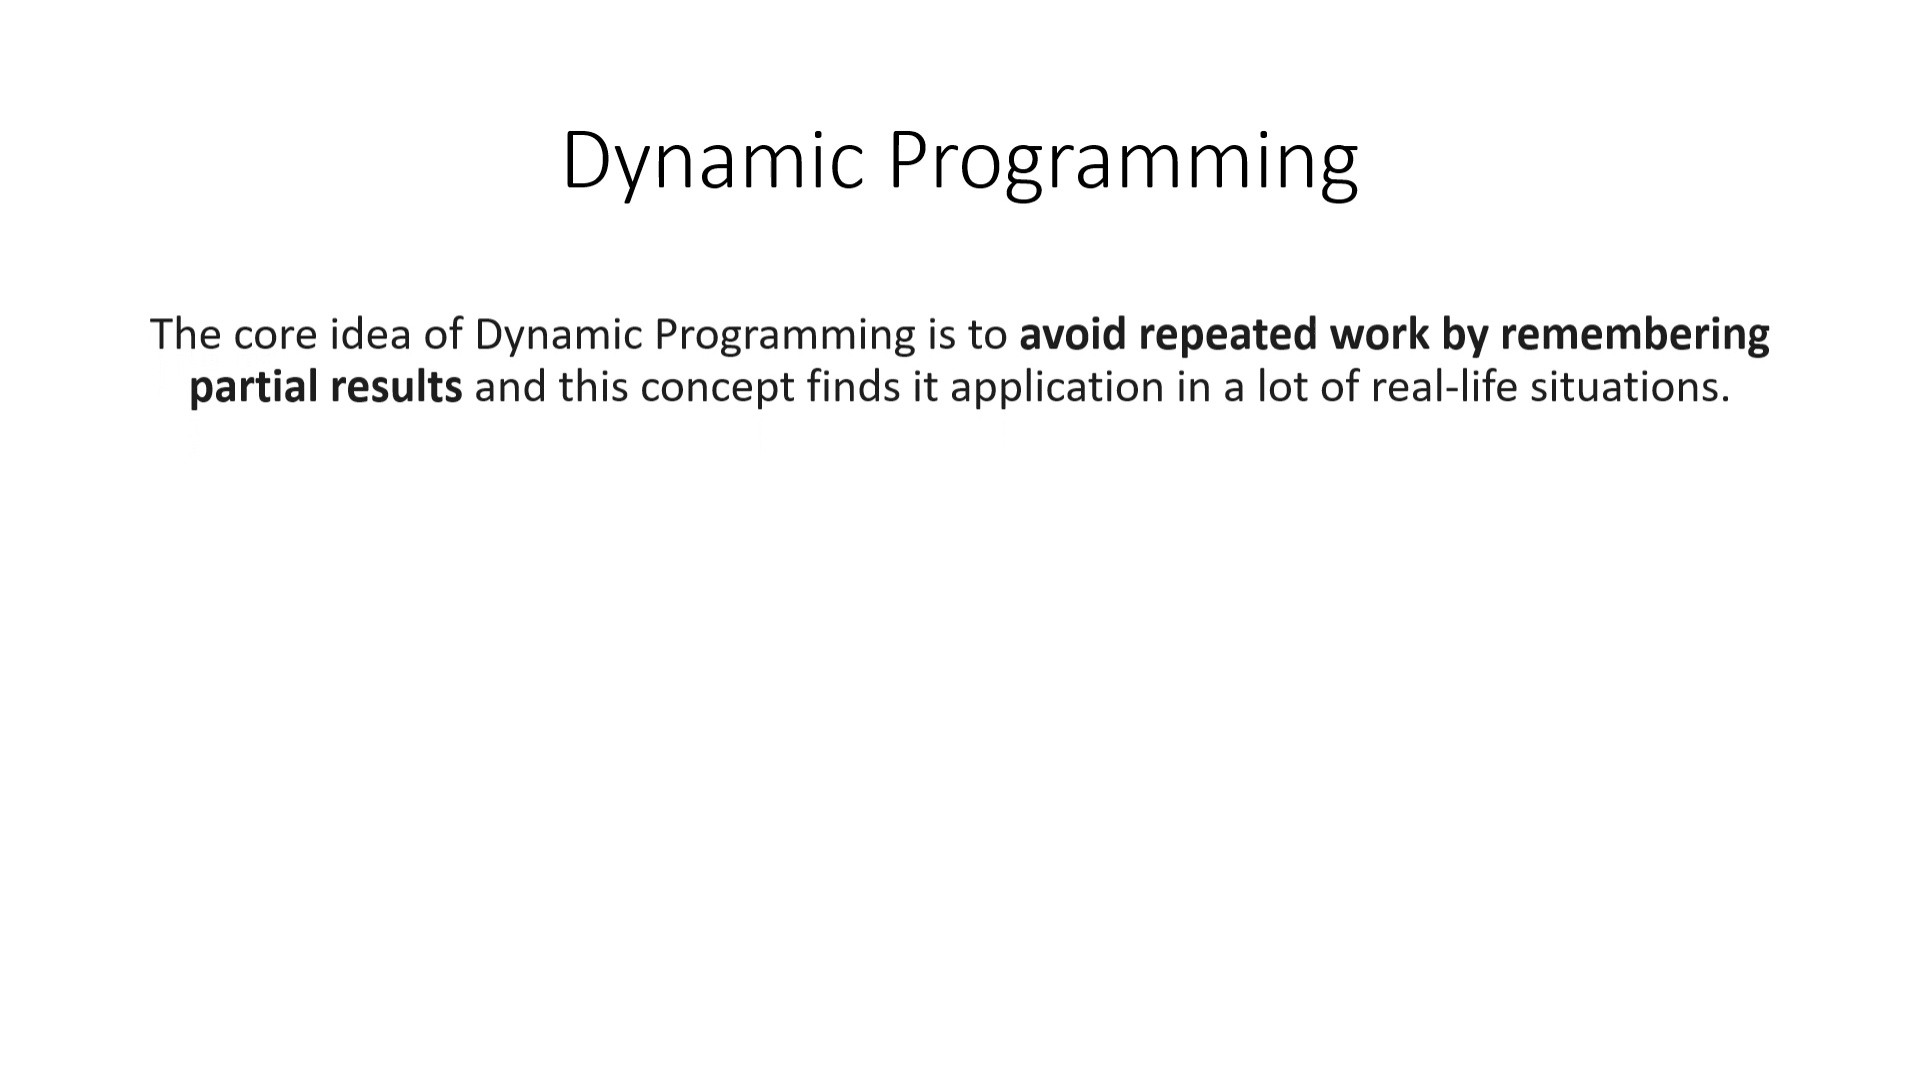 Dynamic Programming
The core idea of Dynamic Programming is to avoid repeated work by remembering
partial results and this concept finds it application in a lot of real-life situations.